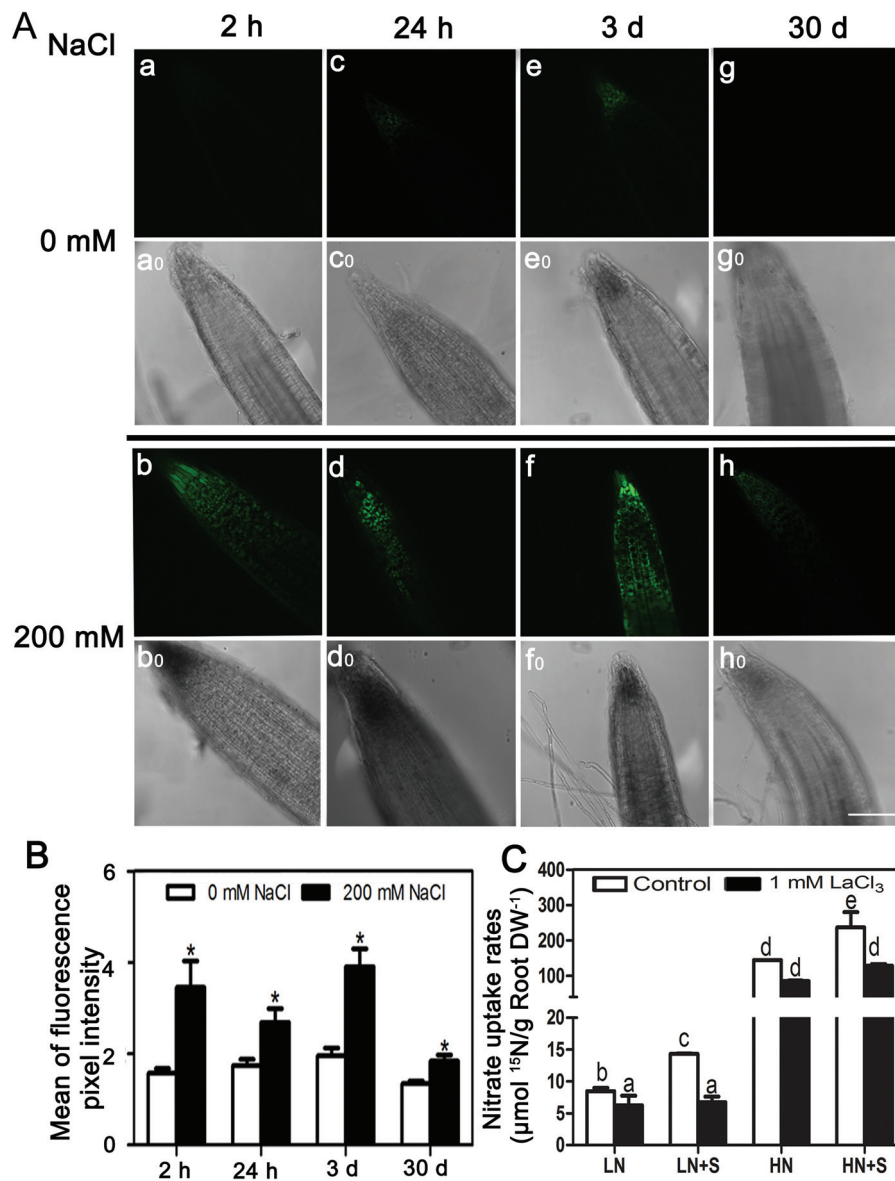 A
NaCl
2 h
24 h
3 d
30 d
a
c
e
g
0 mM
a0
c0
e0
g0
b
d
f
h
200 mM
b0
d0
f0
h0
B
Mean of fluorescence
pixel intensity
6
4
2
0
0 mM NaCl
200 mM NaCl
*
*
*
*
2 h
24 h
3 d
30 d
C
Nitrate uptake rates
(μmol ¹⁵N/g Root DW⁻¹)
400
300
200
100
20
15
10
5
0
Control
1 mM LaCl₃
b
a
c
a
d
d
e
d
LN
LN+S
HN
HN+S